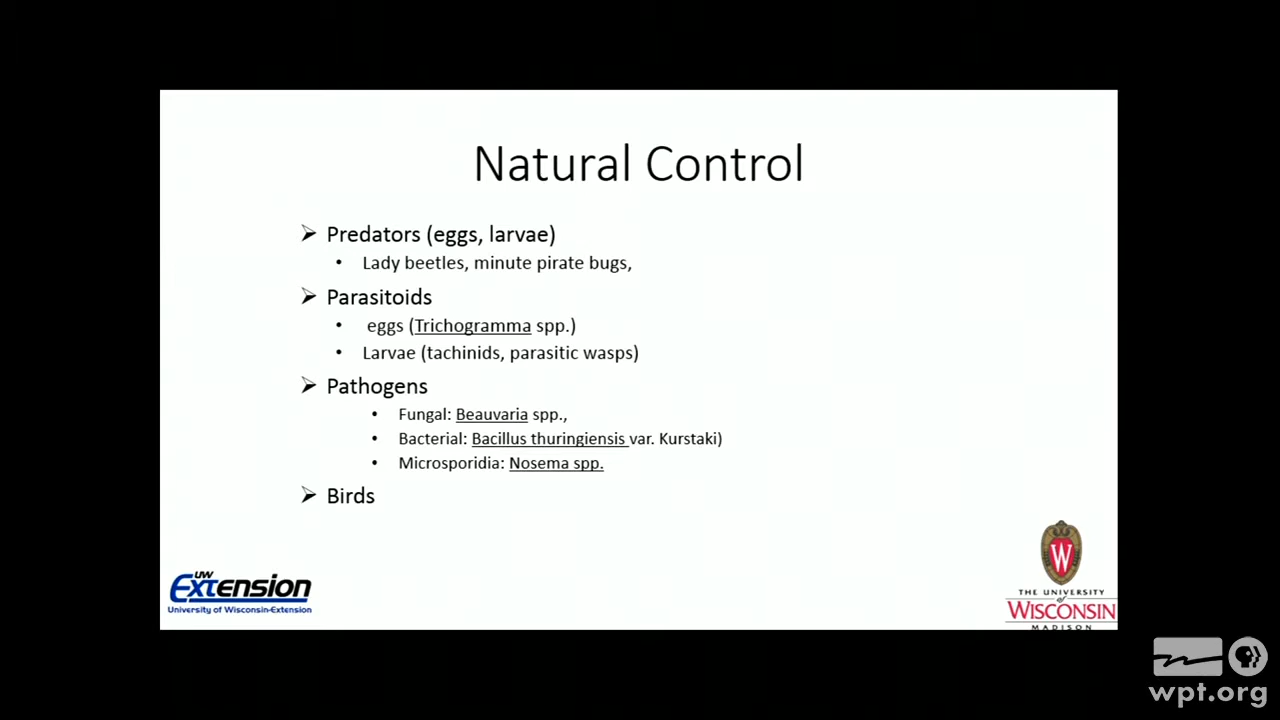 Natural Control
Predators (eggs, larvae)
Lady beetles, minute pirate bugs,
Parasitoids
eggs (Trichogramma spp.)
Larvae (tachinids, parasitic wasps)
Pathogens
Fungal: Beauvaria spp.,
Bacterial: Bacillus thuringiensis var. Kurstaki)
Microsporidia: Nosema spp.
Birds
UW
Extension
University of Wisconsin-Extension
W
THE UNIVERSITY
of
WISCONSIN
MADISON
wpt.org